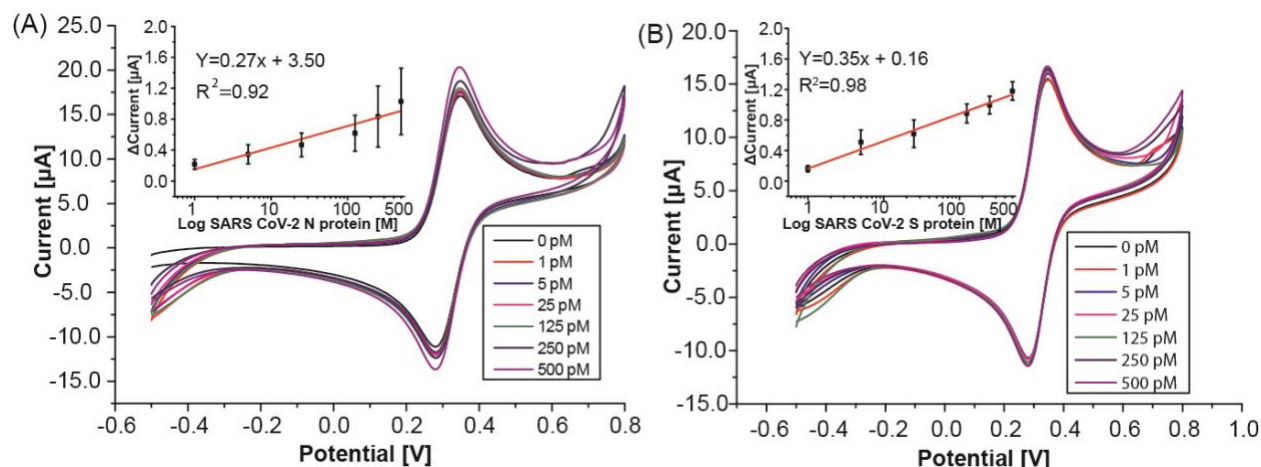 (A)
25.0
20.0
15.0
10.0
5.0
0.0
-5.0
-10.0
-15.0
Current [µA]
-0.6 -0.4 -0.2 0.0 0.2 0.4 0.6 0.8
Potential [V]
2.0
1.6
1.2
0.8
0.4
0.0
ΔCurrent [µA]
Y=0.27x + 3.50
R²=0.92
1 10 100 500
Log SARS CoV-2 N protein [M]
0 pM
1 pM
5 pM
25 pM
125 pM
250 pM
500 pM
(B)
20.0
15.0
10.0
5.0
0.0
-5.0
-10.0
-15.0
Current [µA]
-0.6 -0.4 -0.2 0.0 0.2 0.4 0.6 0.8 1.0
Potential [V]
2.0
1.6
1.2
0.8
0.4
0.0
ΔCurrent [µA]
Y=0.35x + 0.16
R²=0.98
1 10 100 500
Log SARS CoV-2 S protein [M]
0 pM
1 pM
5 pM
25 pM
125 pM
250 pM
500 pM